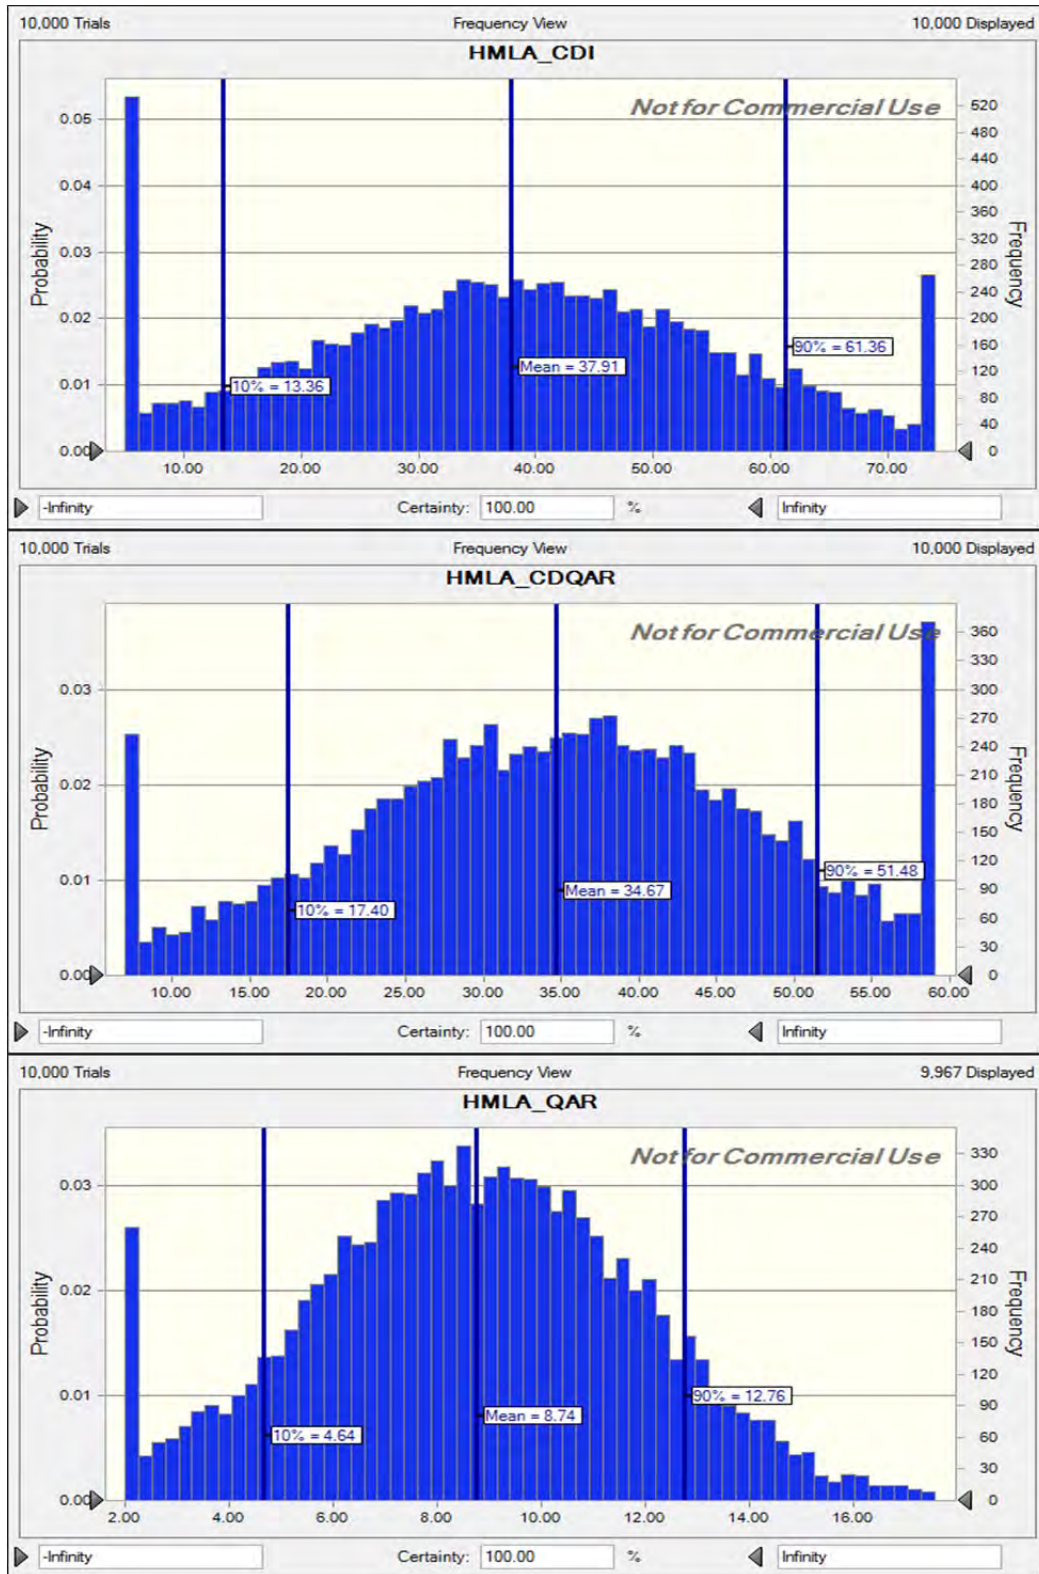 10,000 Trials Frequency View 10,000 Displayed
HMLA_CDI
Not for Commercial Use
0.05
0.04
0.03
0.02
0.01
0.00
Probability
520
480
440
400
360
320
280
240
200
160
120
80
40
0
Frequency
10% = 13.36
Mean = 37.91
90% = 61.36
10.00 20.00 30.00 40.00 50.00 60.00 70.00
-Infinity Certainty: 100.00 % Infinity
10,000 Trials Frequency View 10,000 Displayed
HMLA_CDQAR
Not for Commercial Use
0.03
0.02
0.01
0.00
Probability
360
330
300
270
240
210
180
150
120
90
60
30
0
Frequency
10% = 17.40
Mean = 34.67
90% = 51.48
10.00 15.00 20.00 25.00 30.00 35.00 40.00 45.00 50.00 55.00 60.00
-Infinity Certainty: 100.00 % Infinity
10,000 Trials Frequency View 9,967 Displayed
HMLA_QAR
Not for Commercial Use
0.03
0.02
0.01
0.00
Probability
330
300
270
240
210
180
150
120
90
60
30
0
Frequency
10% = 4.64
Mean = 8.74
90% = 12.76
2.00 4.00 6.00 8.00 10.00 12.00 14.00 16.00
-Infinity Certainty: 100.00 % Infinity